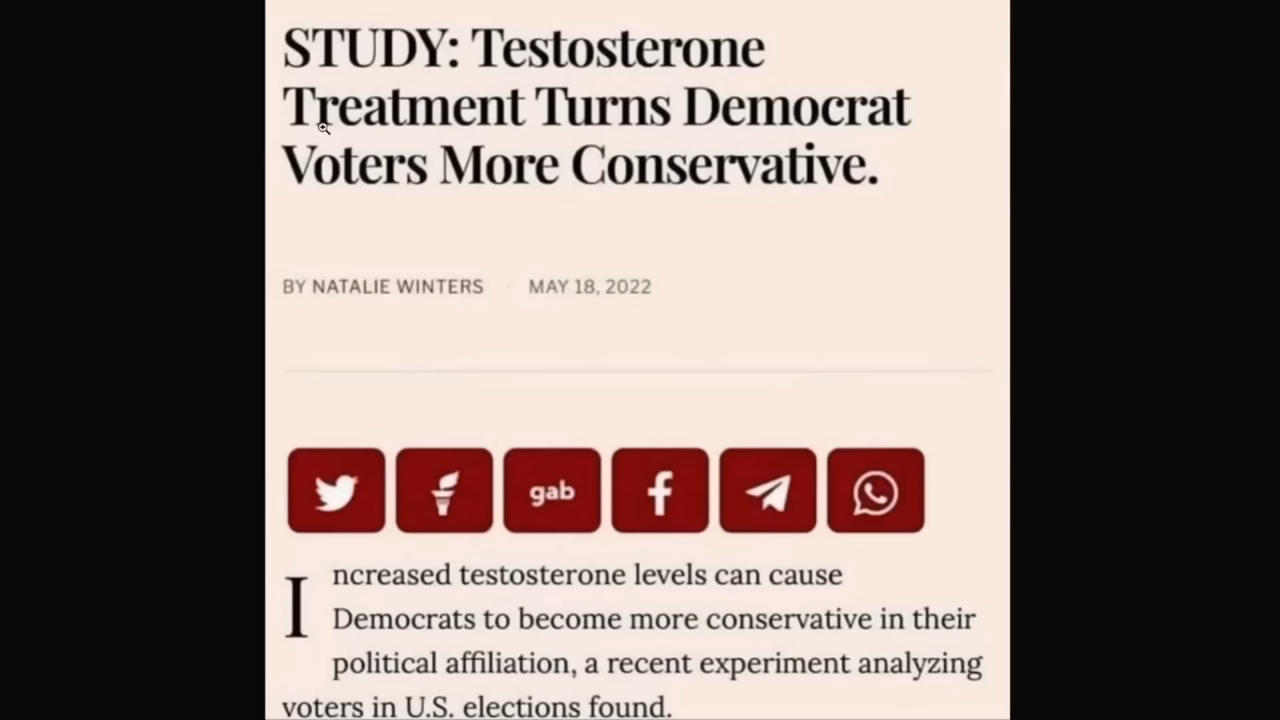 STUDY: Testosterone
Treatment Turns Democrat
Voters More Conservative.
BY NATALIE WINTERS · MAY 18, 2022
gab
Increased testosterone levels can cause
Democrats to become more conservative in their
political affiliation, a recent experiment analyzing
voters in U.S. elections found.